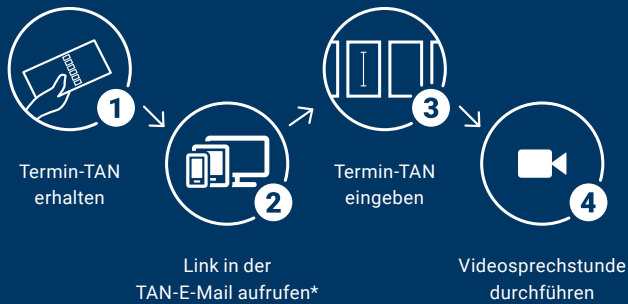 1
Termin-TAN
erhalten
2
Link in der
TAN-E-Mail aufrufen*
3
Termin-TAN
eingeben
4
Videosprechstunde
durchführen